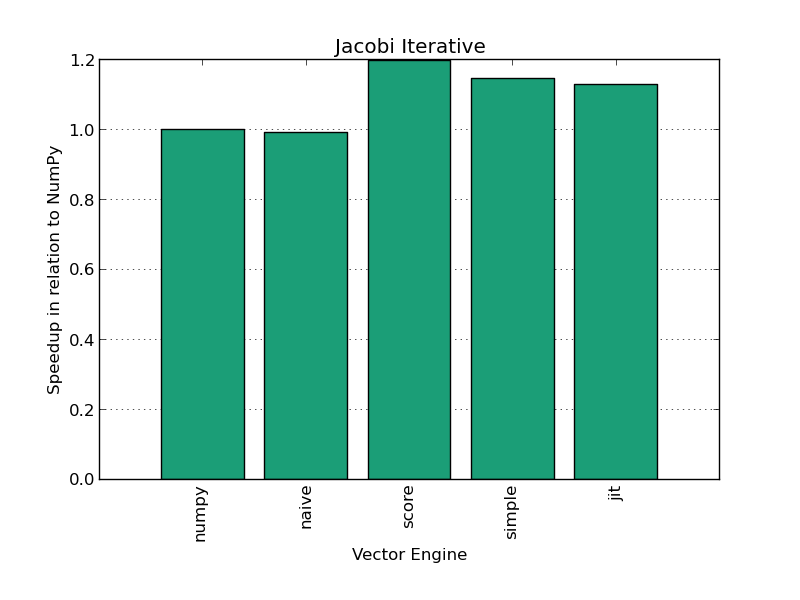 Jacobi Iterative
Speedup in relation to NumPy
1.2
1.0
0.8
0.6
0.4
0.2
0.0
numpy
naive
score
simple
jit
Vector Engine